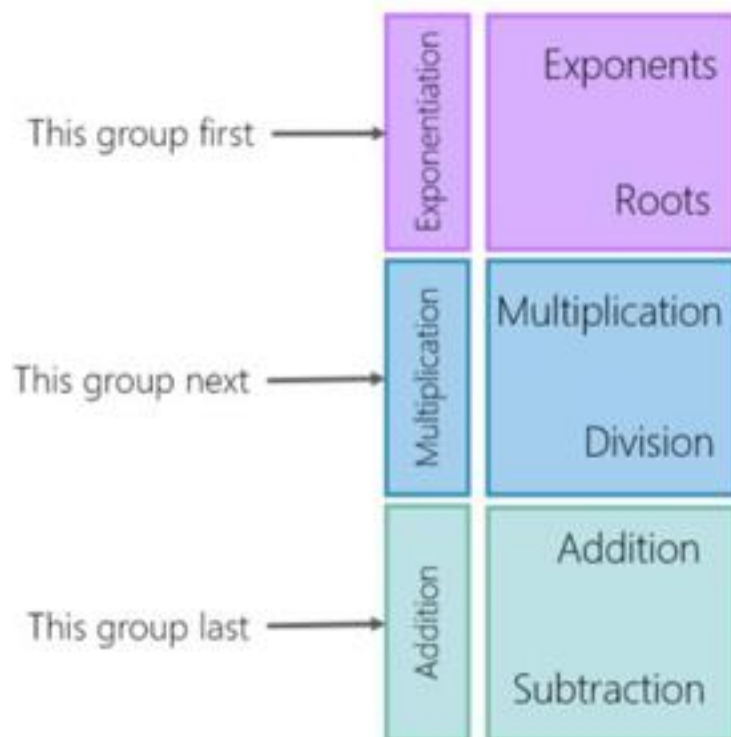 This group first
Exponentiation
Exponents
Roots
This group next
Multiplication
Multiplication
Division
This group last
Addition
Addition
Subtraction